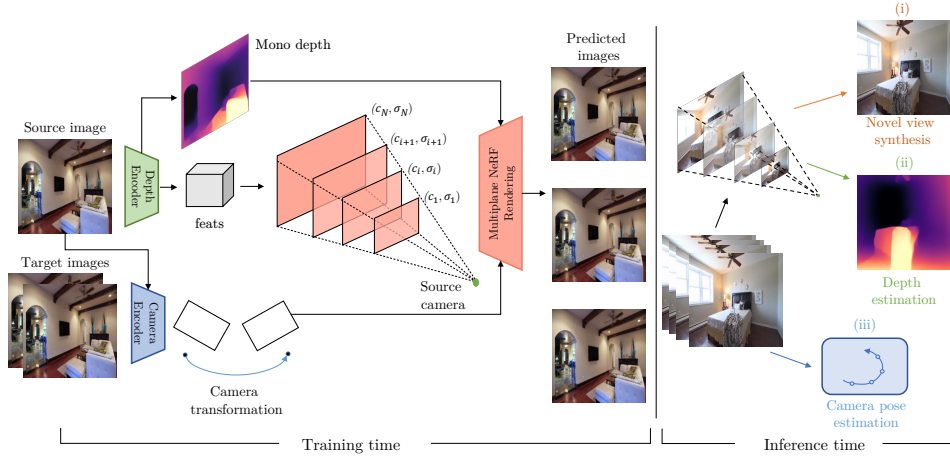 Mono depth
Source image
Depth
Encoder
feats
(c_N, σ_N)
(c_{i+1}, σ_{i+1})
(c_i, σ_i)
(c_1, σ_1)
Source
camera
Multiplane NeRF
Rendering
Predicted
images
Target images
Camera
Encoder
Camera
transformation
Training time
(i)
Novel view
synthesis
(ii)
Depth
estimation
(iii)
Camera pose
estimation
Inference time